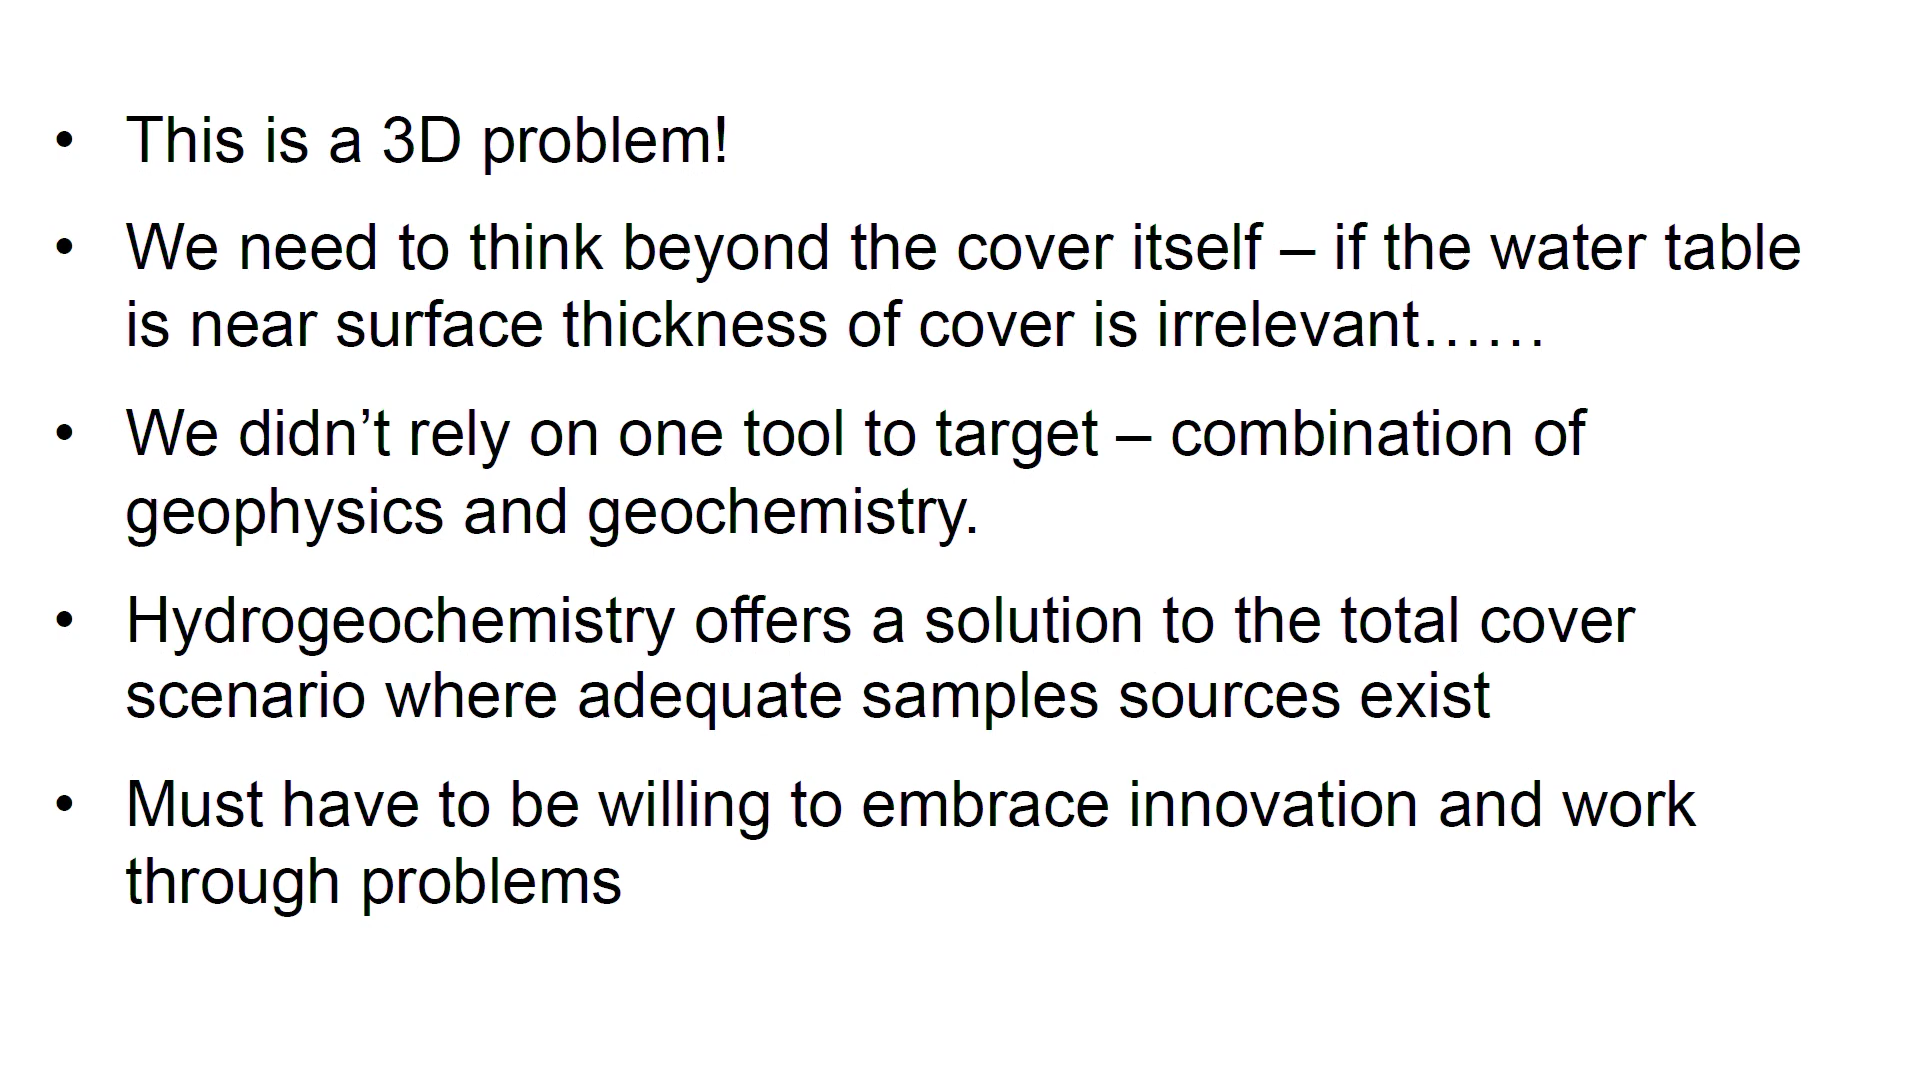 • This is a 3D problem!
• We need to think beyond the cover itself – if the water table
is near surface thickness of cover is irrelevant……
• We didn’t rely on one tool to target – combination of
geophysics and geochemistry.
• Hydrogeochemistry offers a solution to the total cover
scenario where adequate samples sources exist
• Must have to be willing to embrace innovation and work
through problems